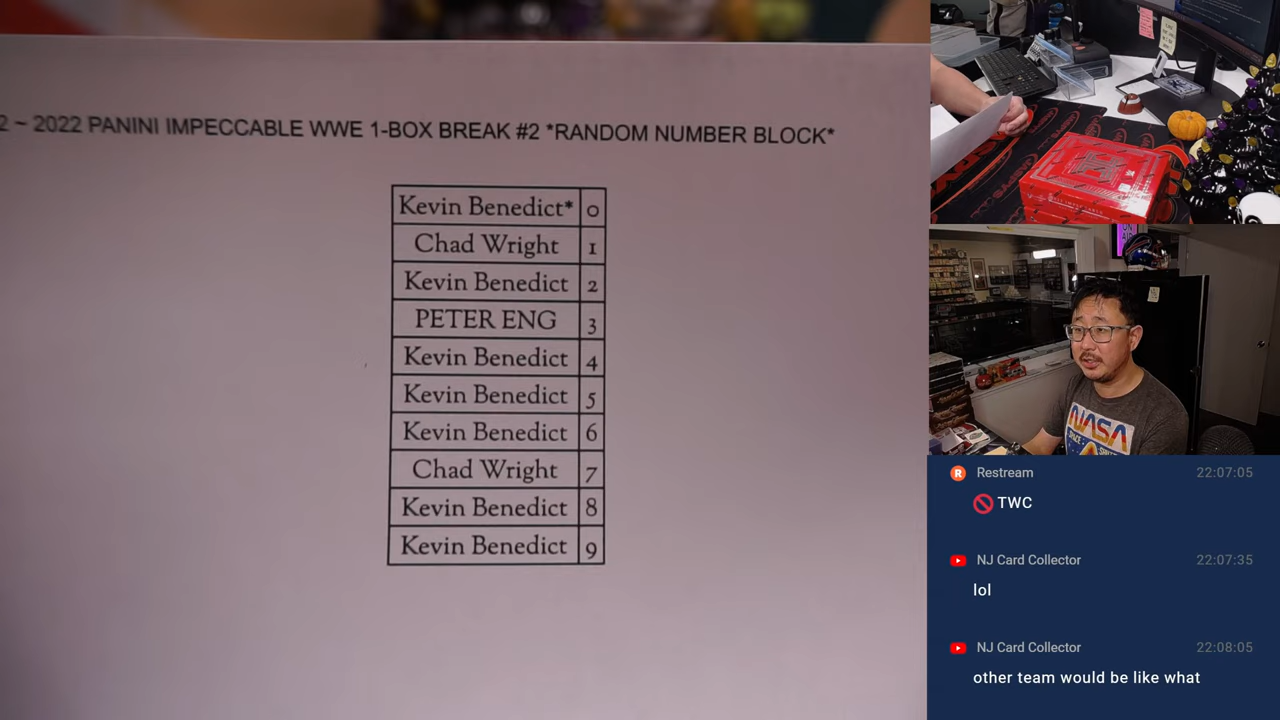 2 ~ 2022 PANINI IMPECCABLE WWE 1-BOX BREAK #2 *RANDOM NUMBER BLOCK*
Kevin Benedict* 0
Chad Wright 1
Kevin Benedict 2
PETER ENG 3
Kevin Benedict 4
Kevin Benedict 5
Kevin Benedict 6
Chad Wright 7
Kevin Benedict 8
Kevin Benedict 9
NASA
SPACE
R Restream 22:07:05
🚫 TWC
NJ Card Collector 22:07:35
lol
NJ Card Collector 22:08:05
other team would be like what